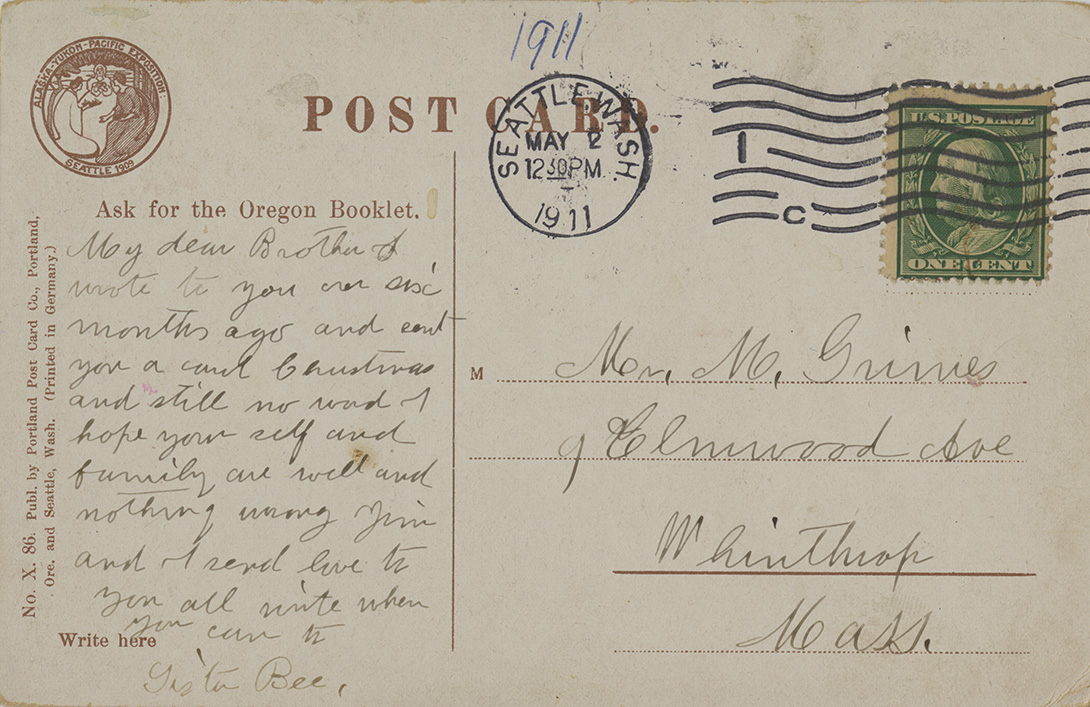 1911
ALASKA-YUKON-PACIFIC EXPOSITION.
SEATTLE 1909
POST CARD.
SEATTLE, WASH.
MAY 2
12 30 PM
1911
1
C
U.S. POSTAGE
ONE CENT
Ask for the Oregon Booklet.
No. X. 86. Publ. by Portland Post Card Co., Portland,
Ore. and Seattle, Wash. (Printed in Germany.)
My dear Brother I
wrote to you over six
months ago and sent
you a card Chrustmas
and still no word I
hope your self and
family are well and
nothing wrong Jim
and I send love to
you all write when
you can to
Write here
Sister Bee,
M
Mr. M. Grimes
9 Elmwood Ave
Whinthrop
Mass.